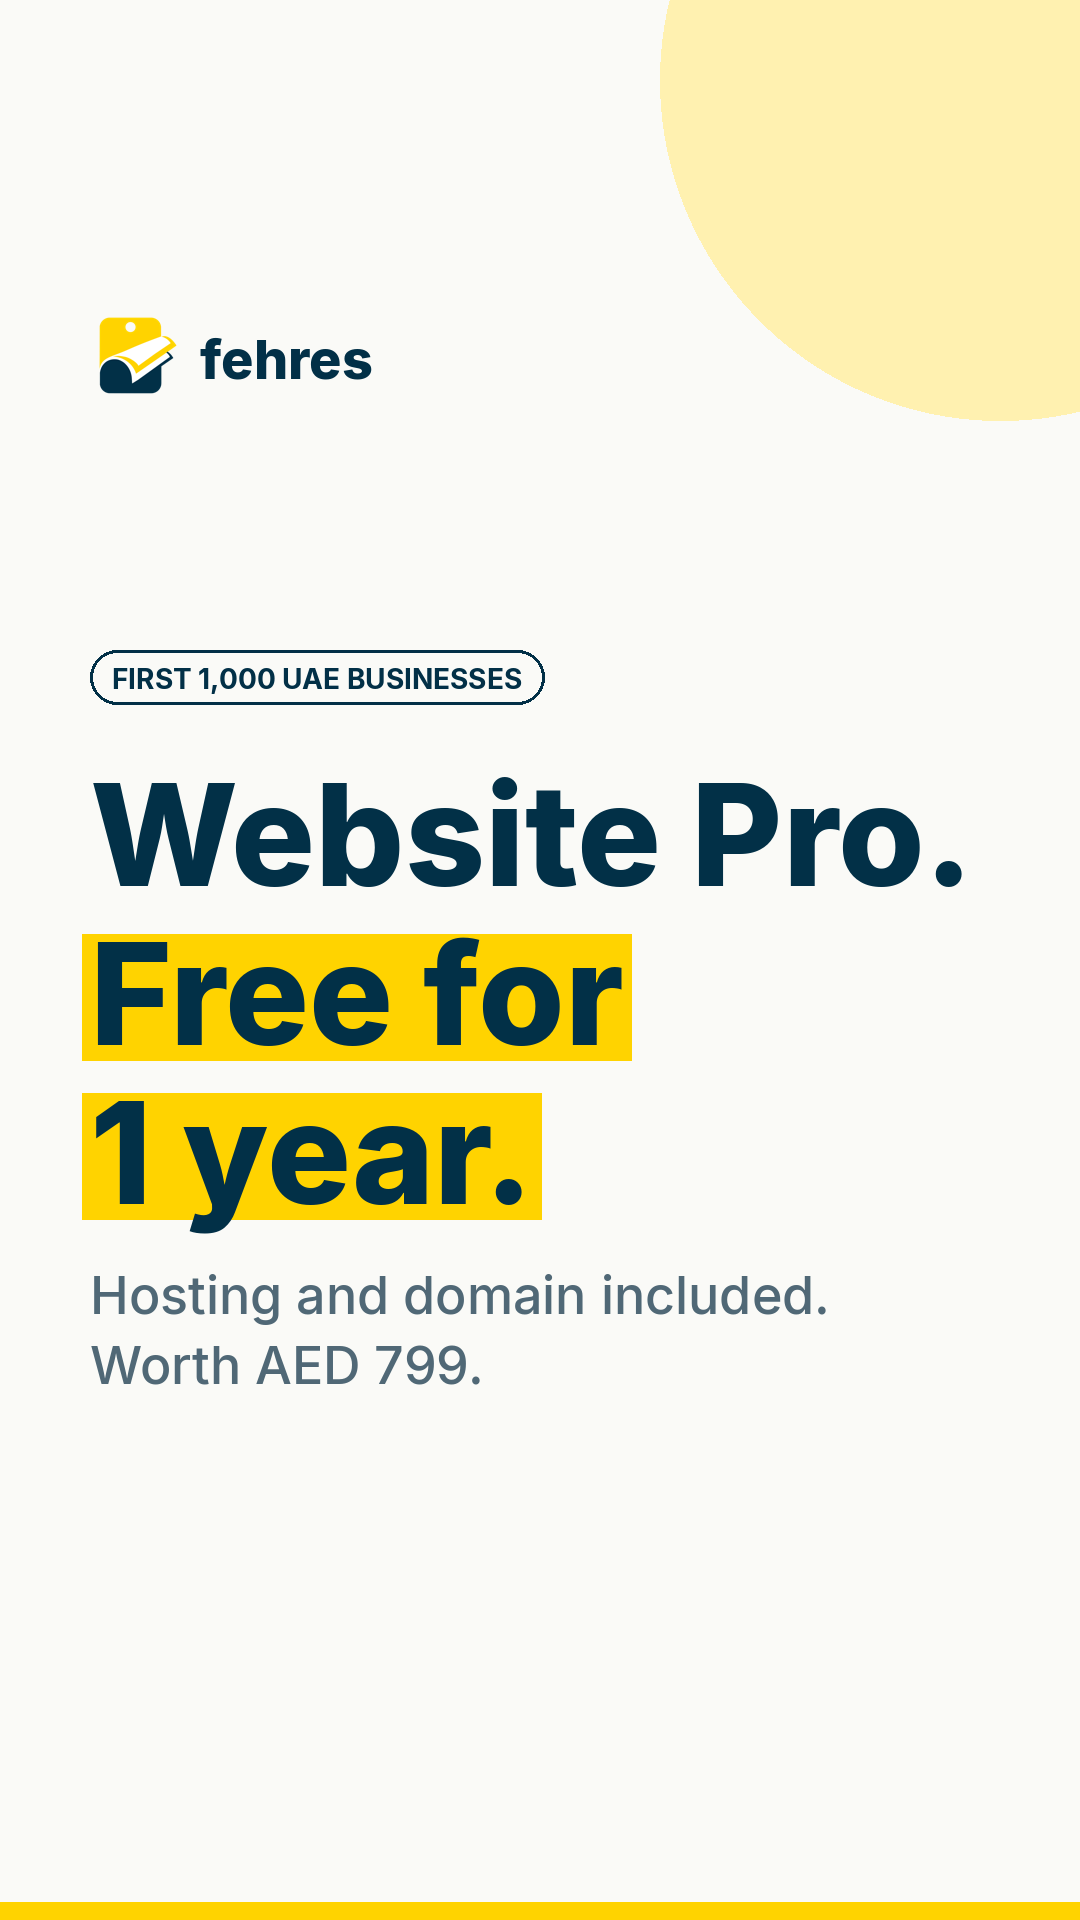 fehres
FIRST 1,000 UAE BUSINESSES
Website Pro.
Free for
1 year.
Hosting and domain included.
Worth AED 799.